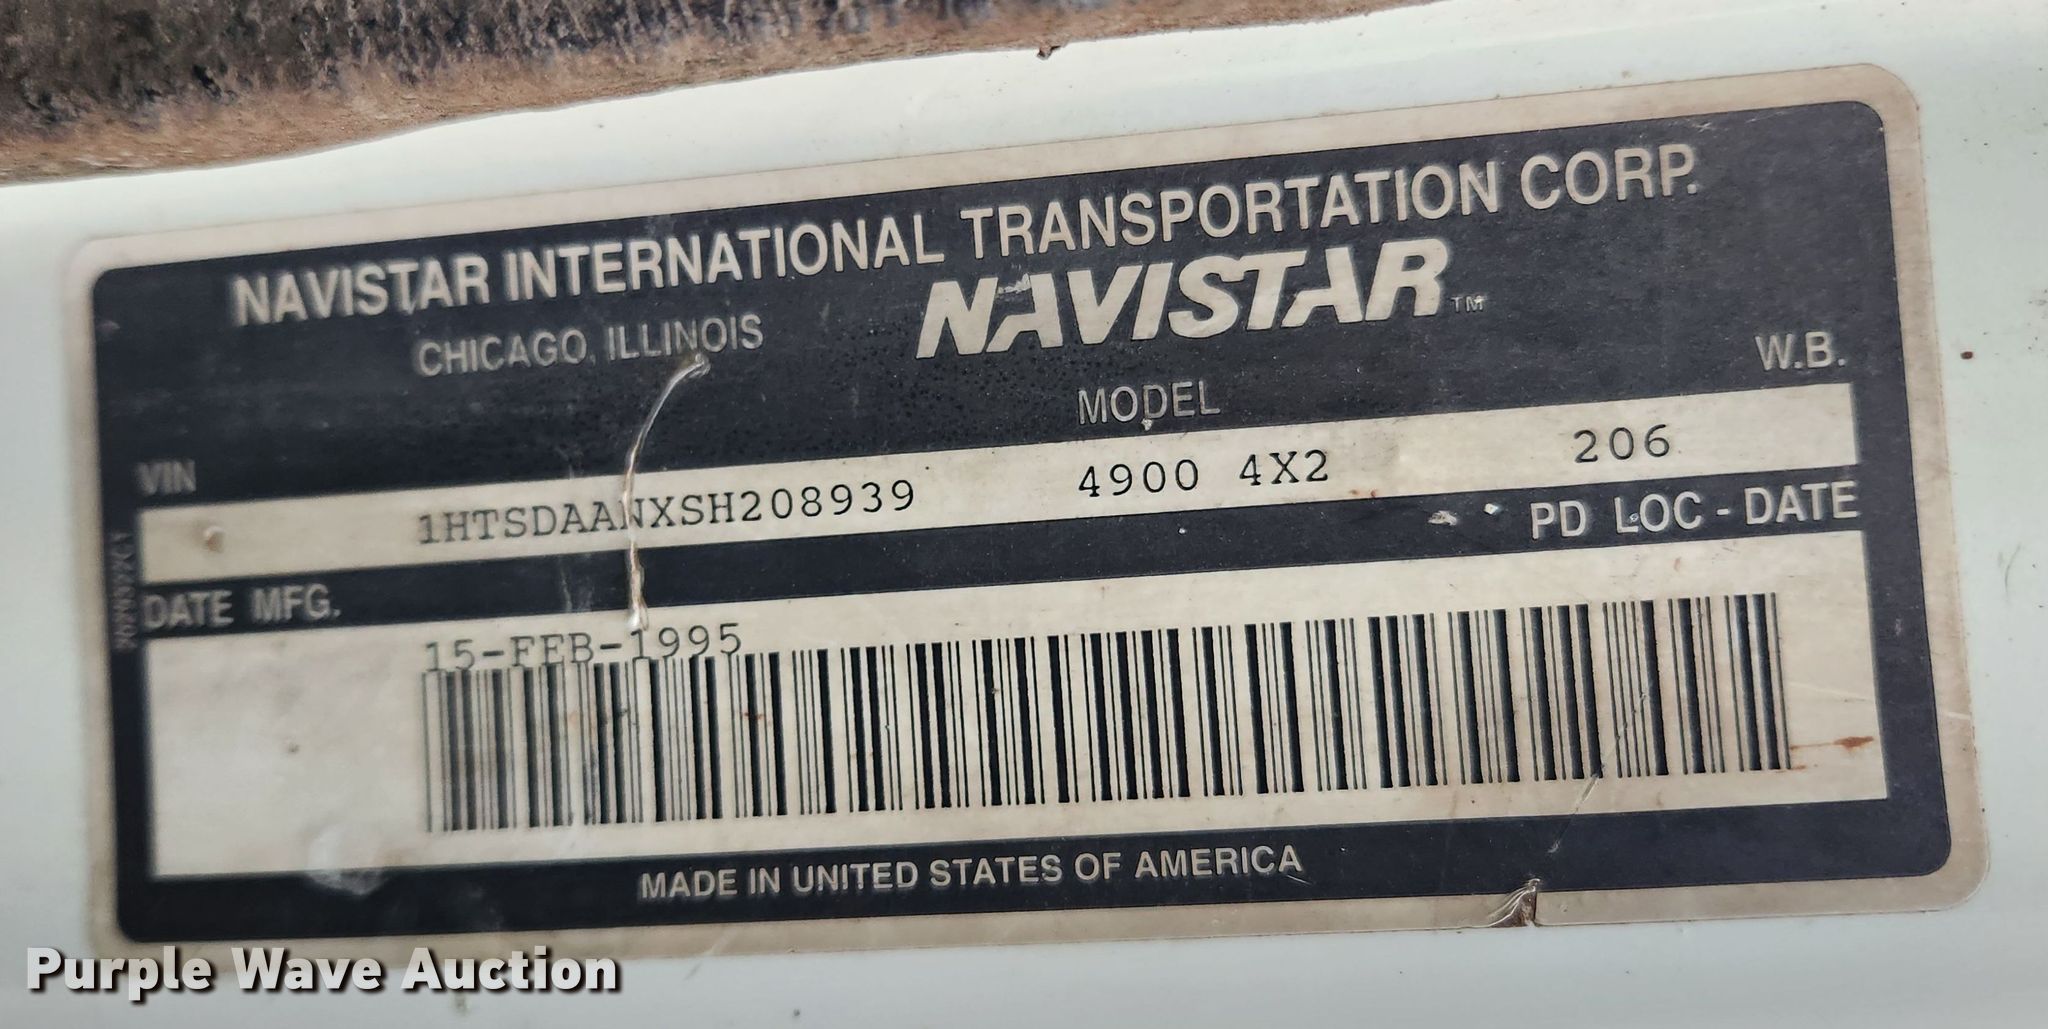 NAVISTAR INTERNATIONAL TRANSPORTATION CORP.
CHICAGO, ILLINOIS
NAVISTAR™
VIN
MODEL
W.B.
1HTSDAANXSH208939 4900 4X2 206
DATE MFG.
PD LOC - DATE
15-FEB-1995
MADE IN UNITED STATES OF AMERICA
Purple Wave Auction